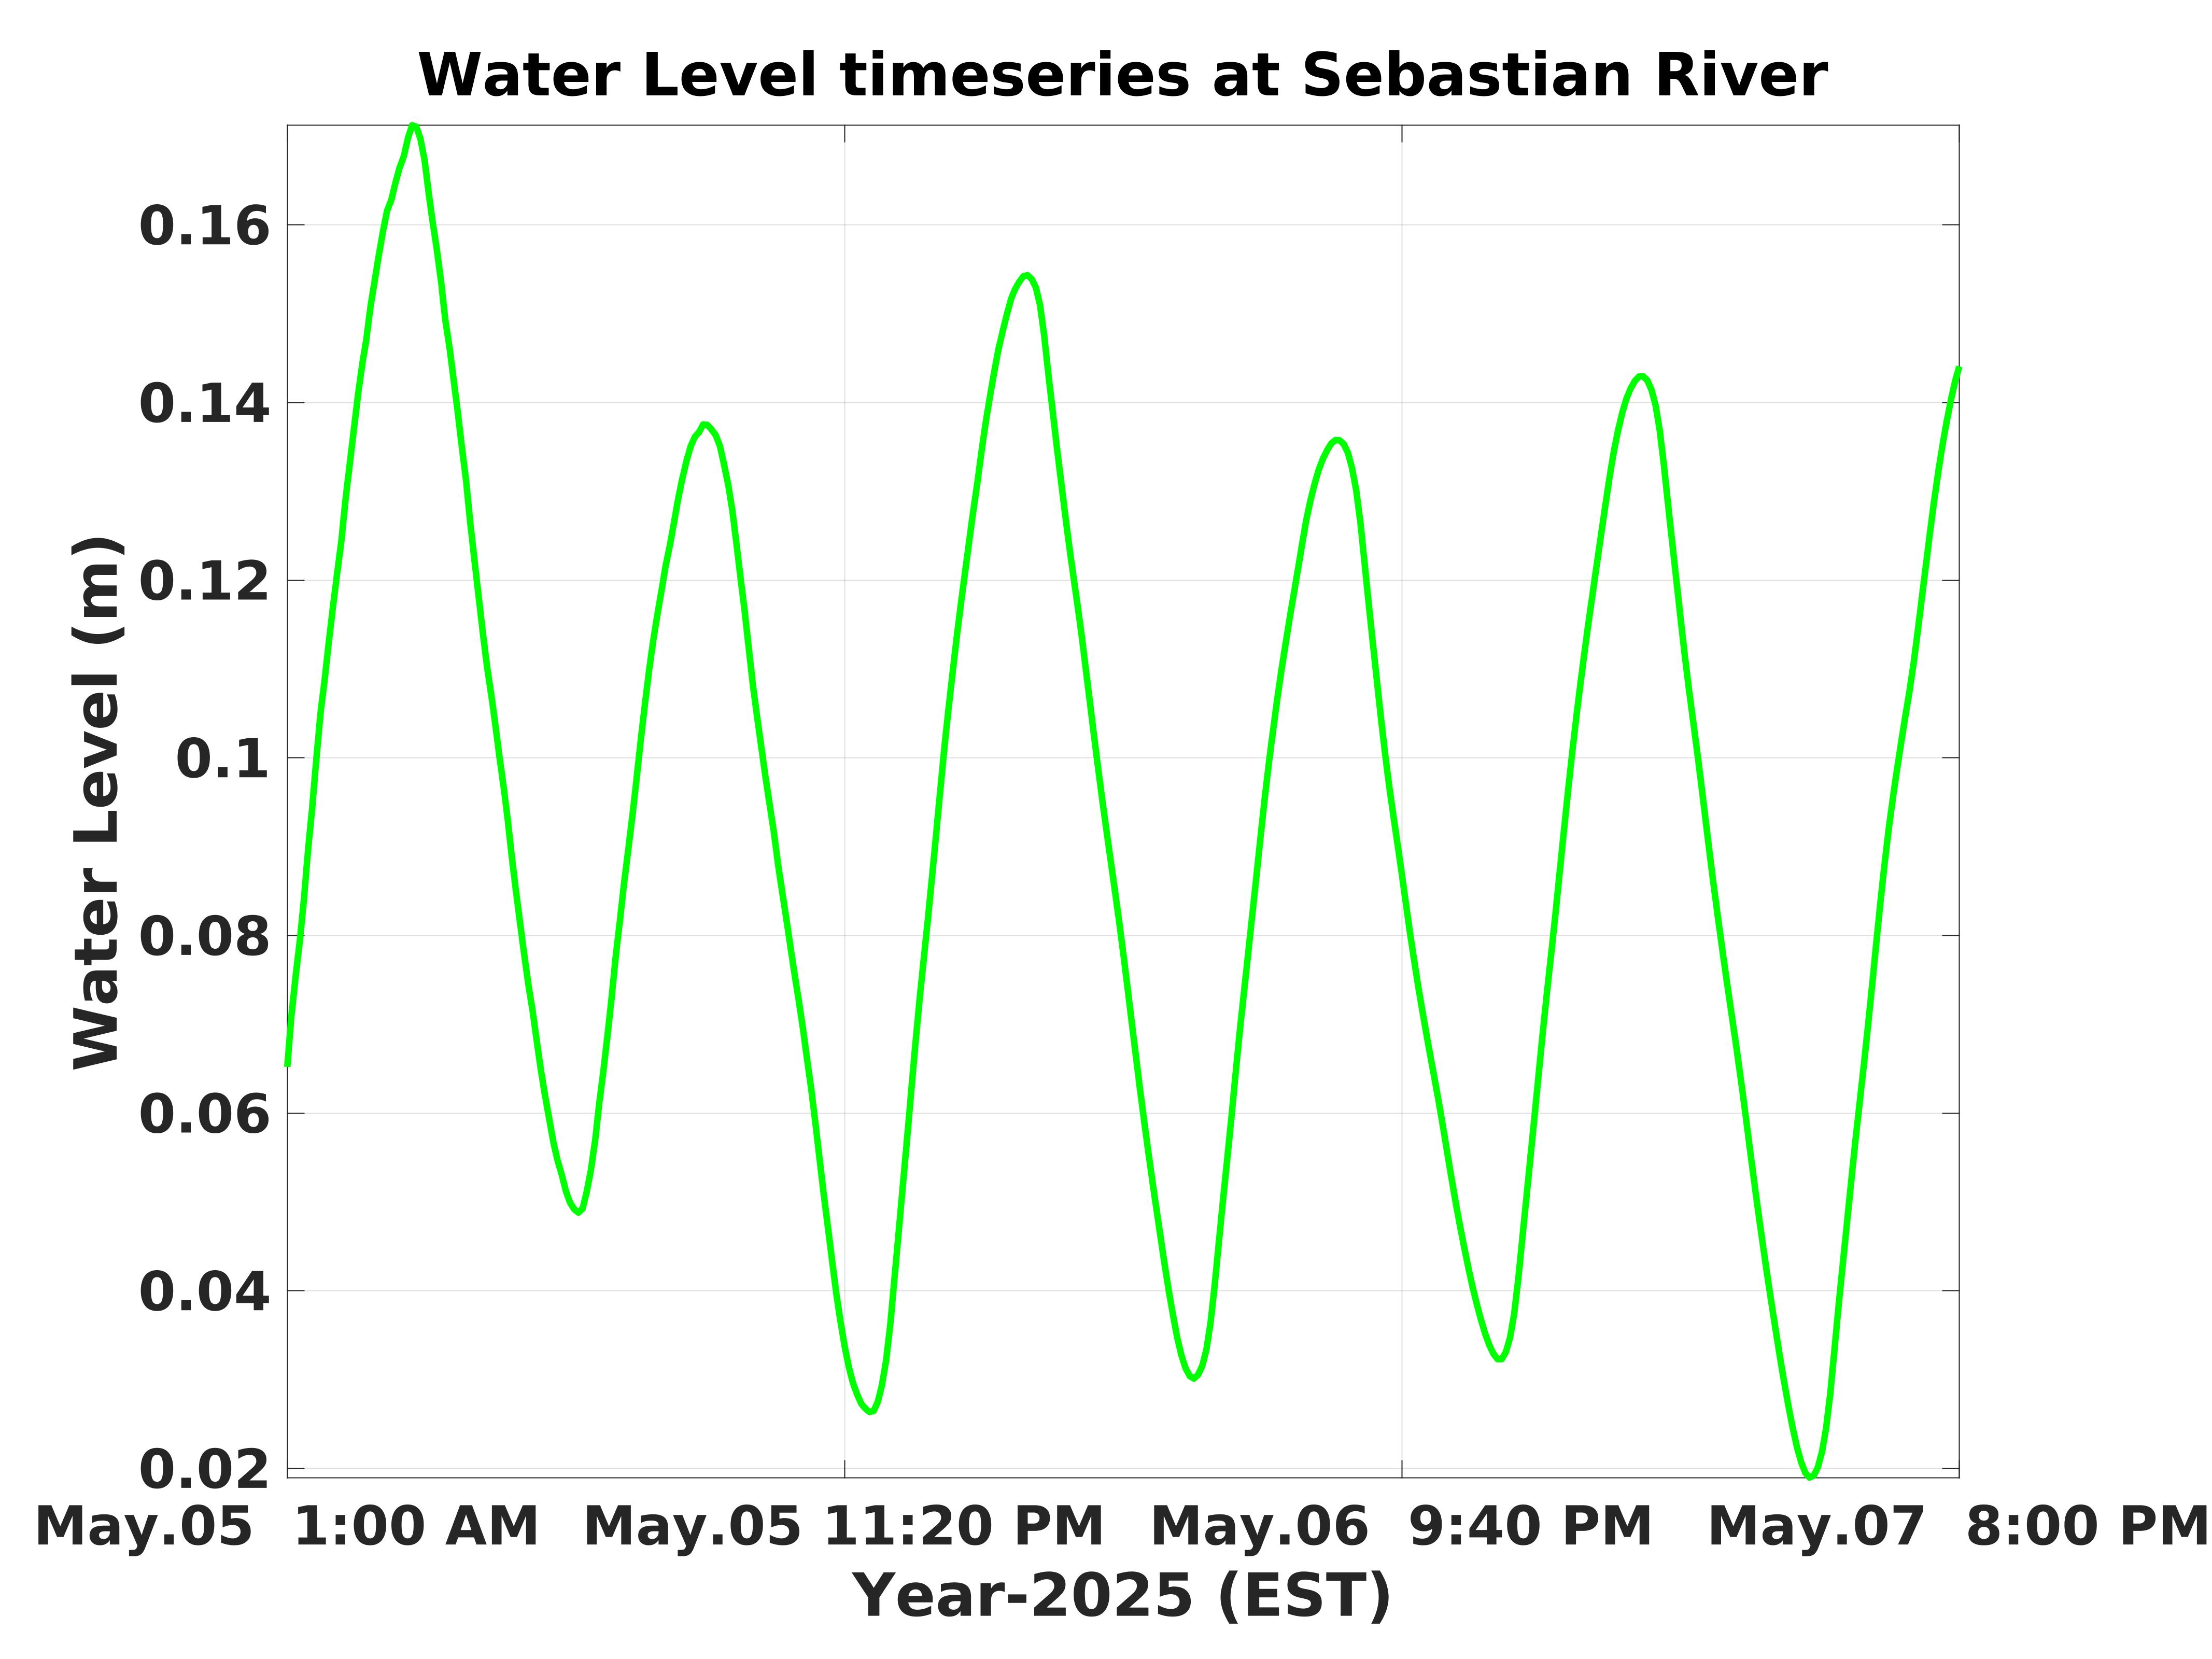 Water Level timeseries at Sebastian River
Water Level (m)
0.16
0.14
0.12
0.1
0.08
0.06
0.04
0.02
May.05 1:00 AM May.05 11:20 PM May.06 9:40 PM May.07 8:00 PM
Year-2025 (EST)